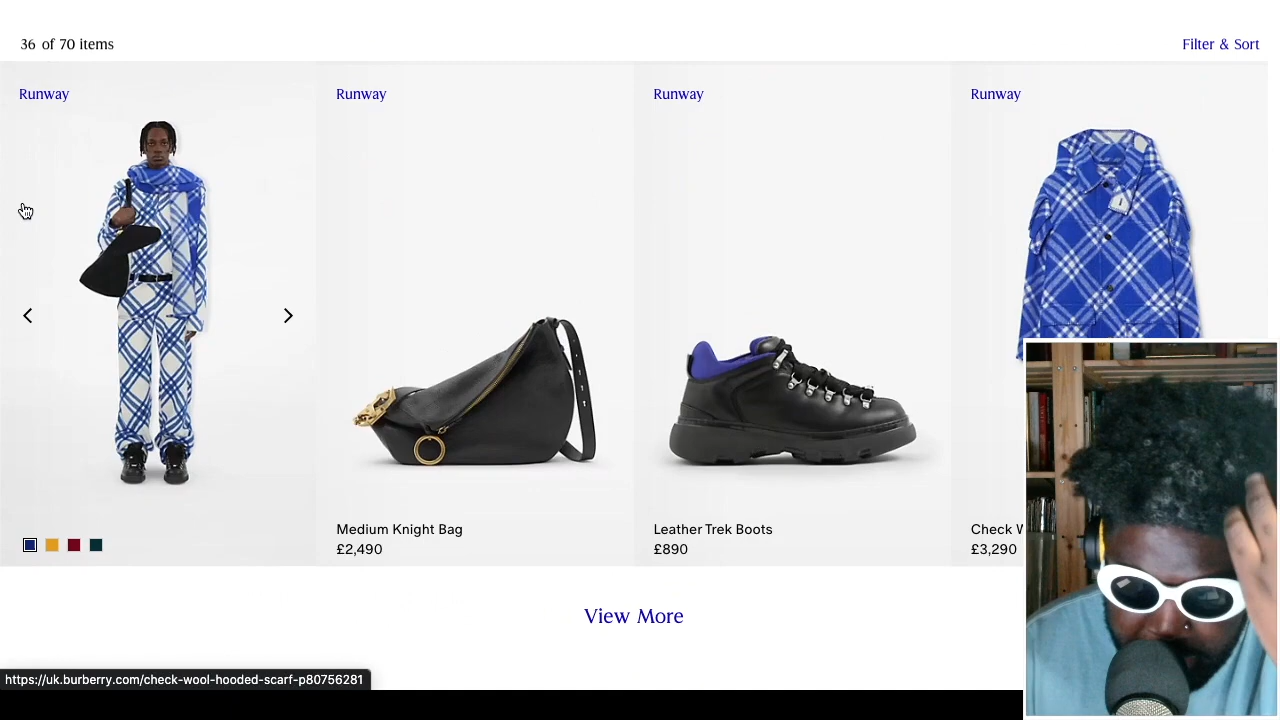 36 of 70 items
Filter & Sort
Runway
Runway
Runway
Runway
Medium Knight Bag
£2,490
Leather Trek Boots
£890
Check W
£3,290
View More
https://uk.burberry.com/check-wool-hooded-scarf-p80756281